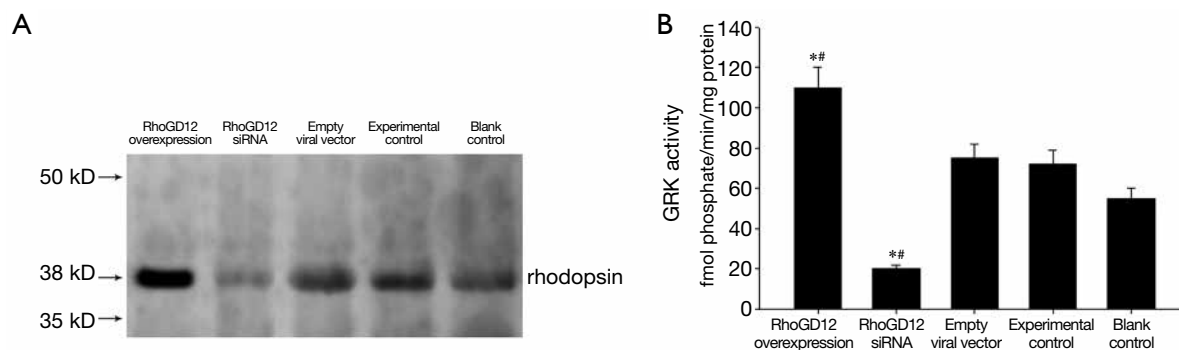 A
RhoGD12
overexpression
RhoGD12
siRNA
Empty
viral vector
Experimental
control
Blank
control
50 kD
38 kD
35 kD
rhodopsin
B
GRK activity
fmol phosphate/min/mg protein
140
120
100
80
60
40
20
0
*#
*#
RhoGD12
overexpression
RhoGD12
siRNA
Empty
viral vector
Experimental
control
Blank
control